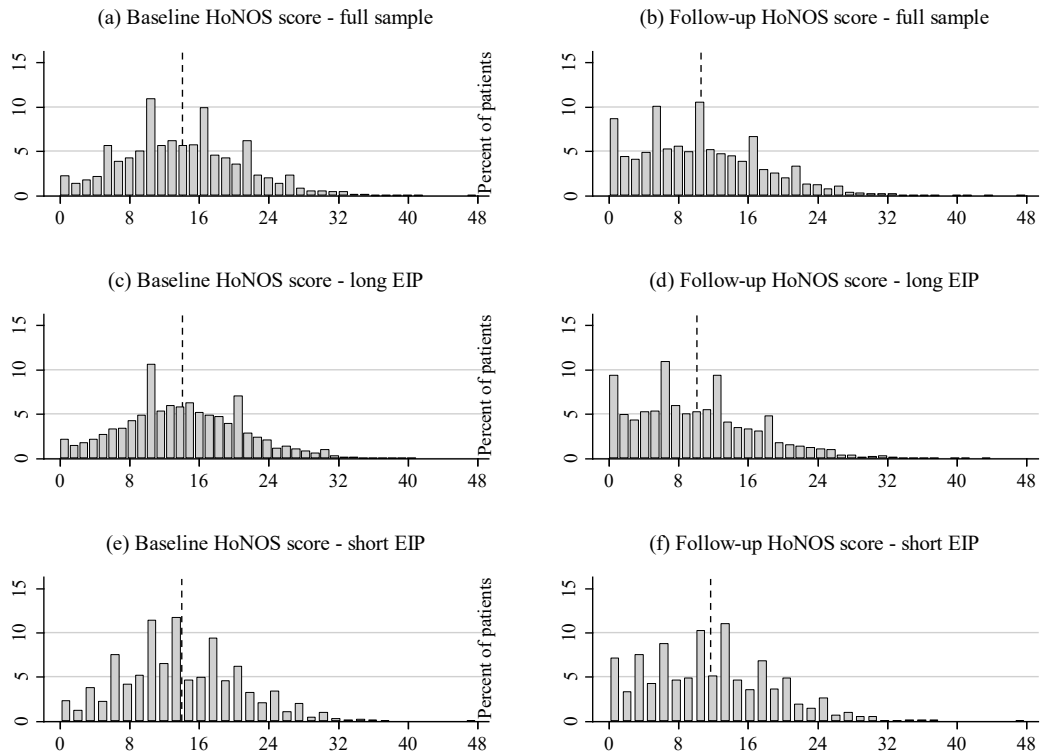 (a) Baseline HoNOS score - full sample
(b) Follow-up HoNOS score - full sample
15
10
5
0
0 8 16 24 32 40 48
Percent of patients
15
10
5
0
0 8 16 24 32 40 48
(c) Baseline HoNOS score - long EIP
(d) Follow-up HoNOS score - long EIP
15
10
5
0
0 8 16 24 32 40 48
Percent of patients
15
10
5
0
0 8 16 24 32 40 48
(e) Baseline HoNOS score - short EIP
(f) Follow-up HoNOS score - short EIP
15
10
5
0
0 8 16 24 32 40 48
Percent of patients
15
10
5
0
0 8 16 24 32 40 48